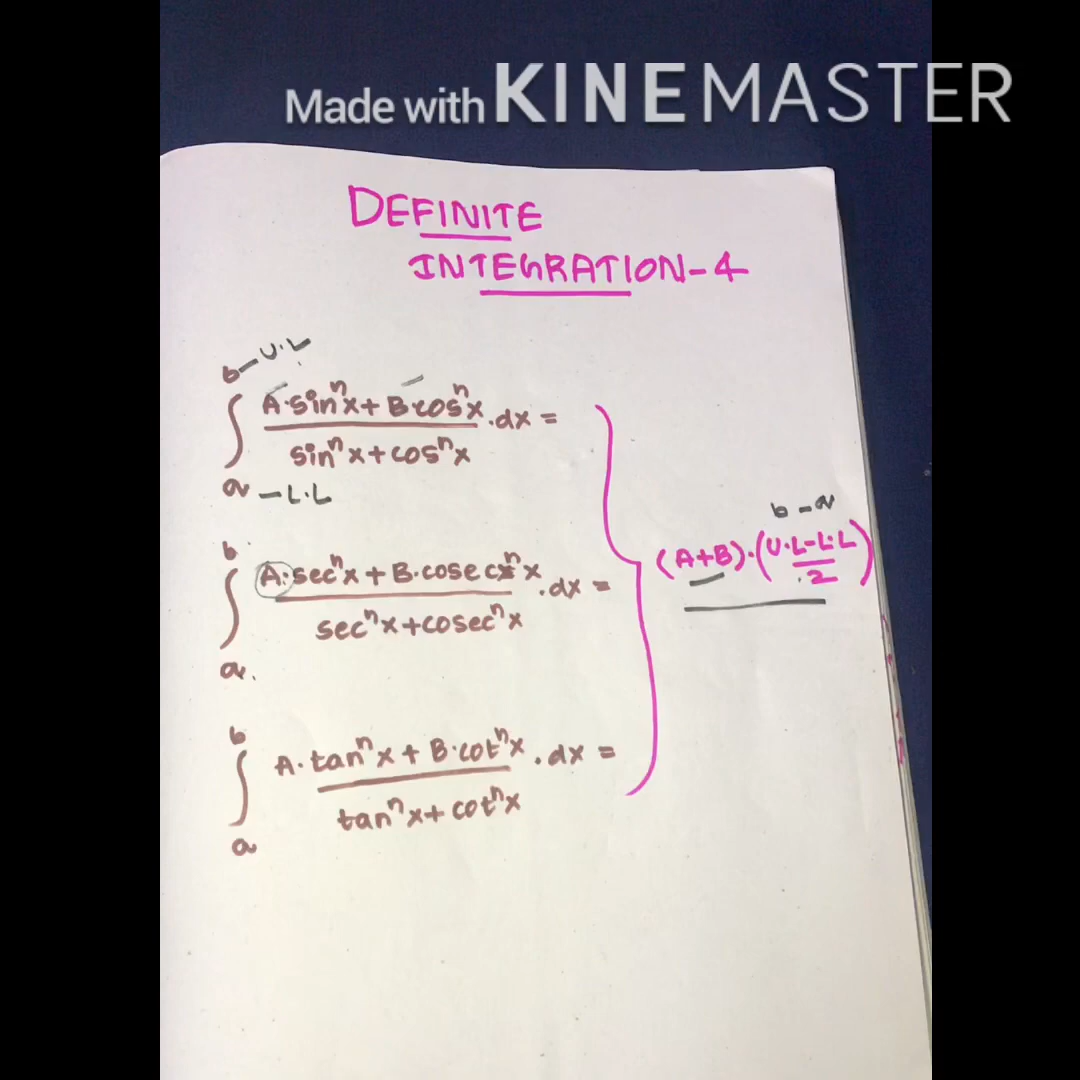 Made with KINEMASTER
DEFINITE
INTEGRATION-4
b - U.L
∫ A.sinⁿx + B.cosⁿx .dx =
sinⁿx + cosⁿx
a - L.L
b - a
(A+B).(U.L-L.L
2)
b
∫ A.secⁿx + B.cosecⁿx .dx =
secⁿx + cosecⁿx
a
b
∫ A.tanⁿx + B.cotⁿx .dx =
tanⁿx + cotⁿx
a